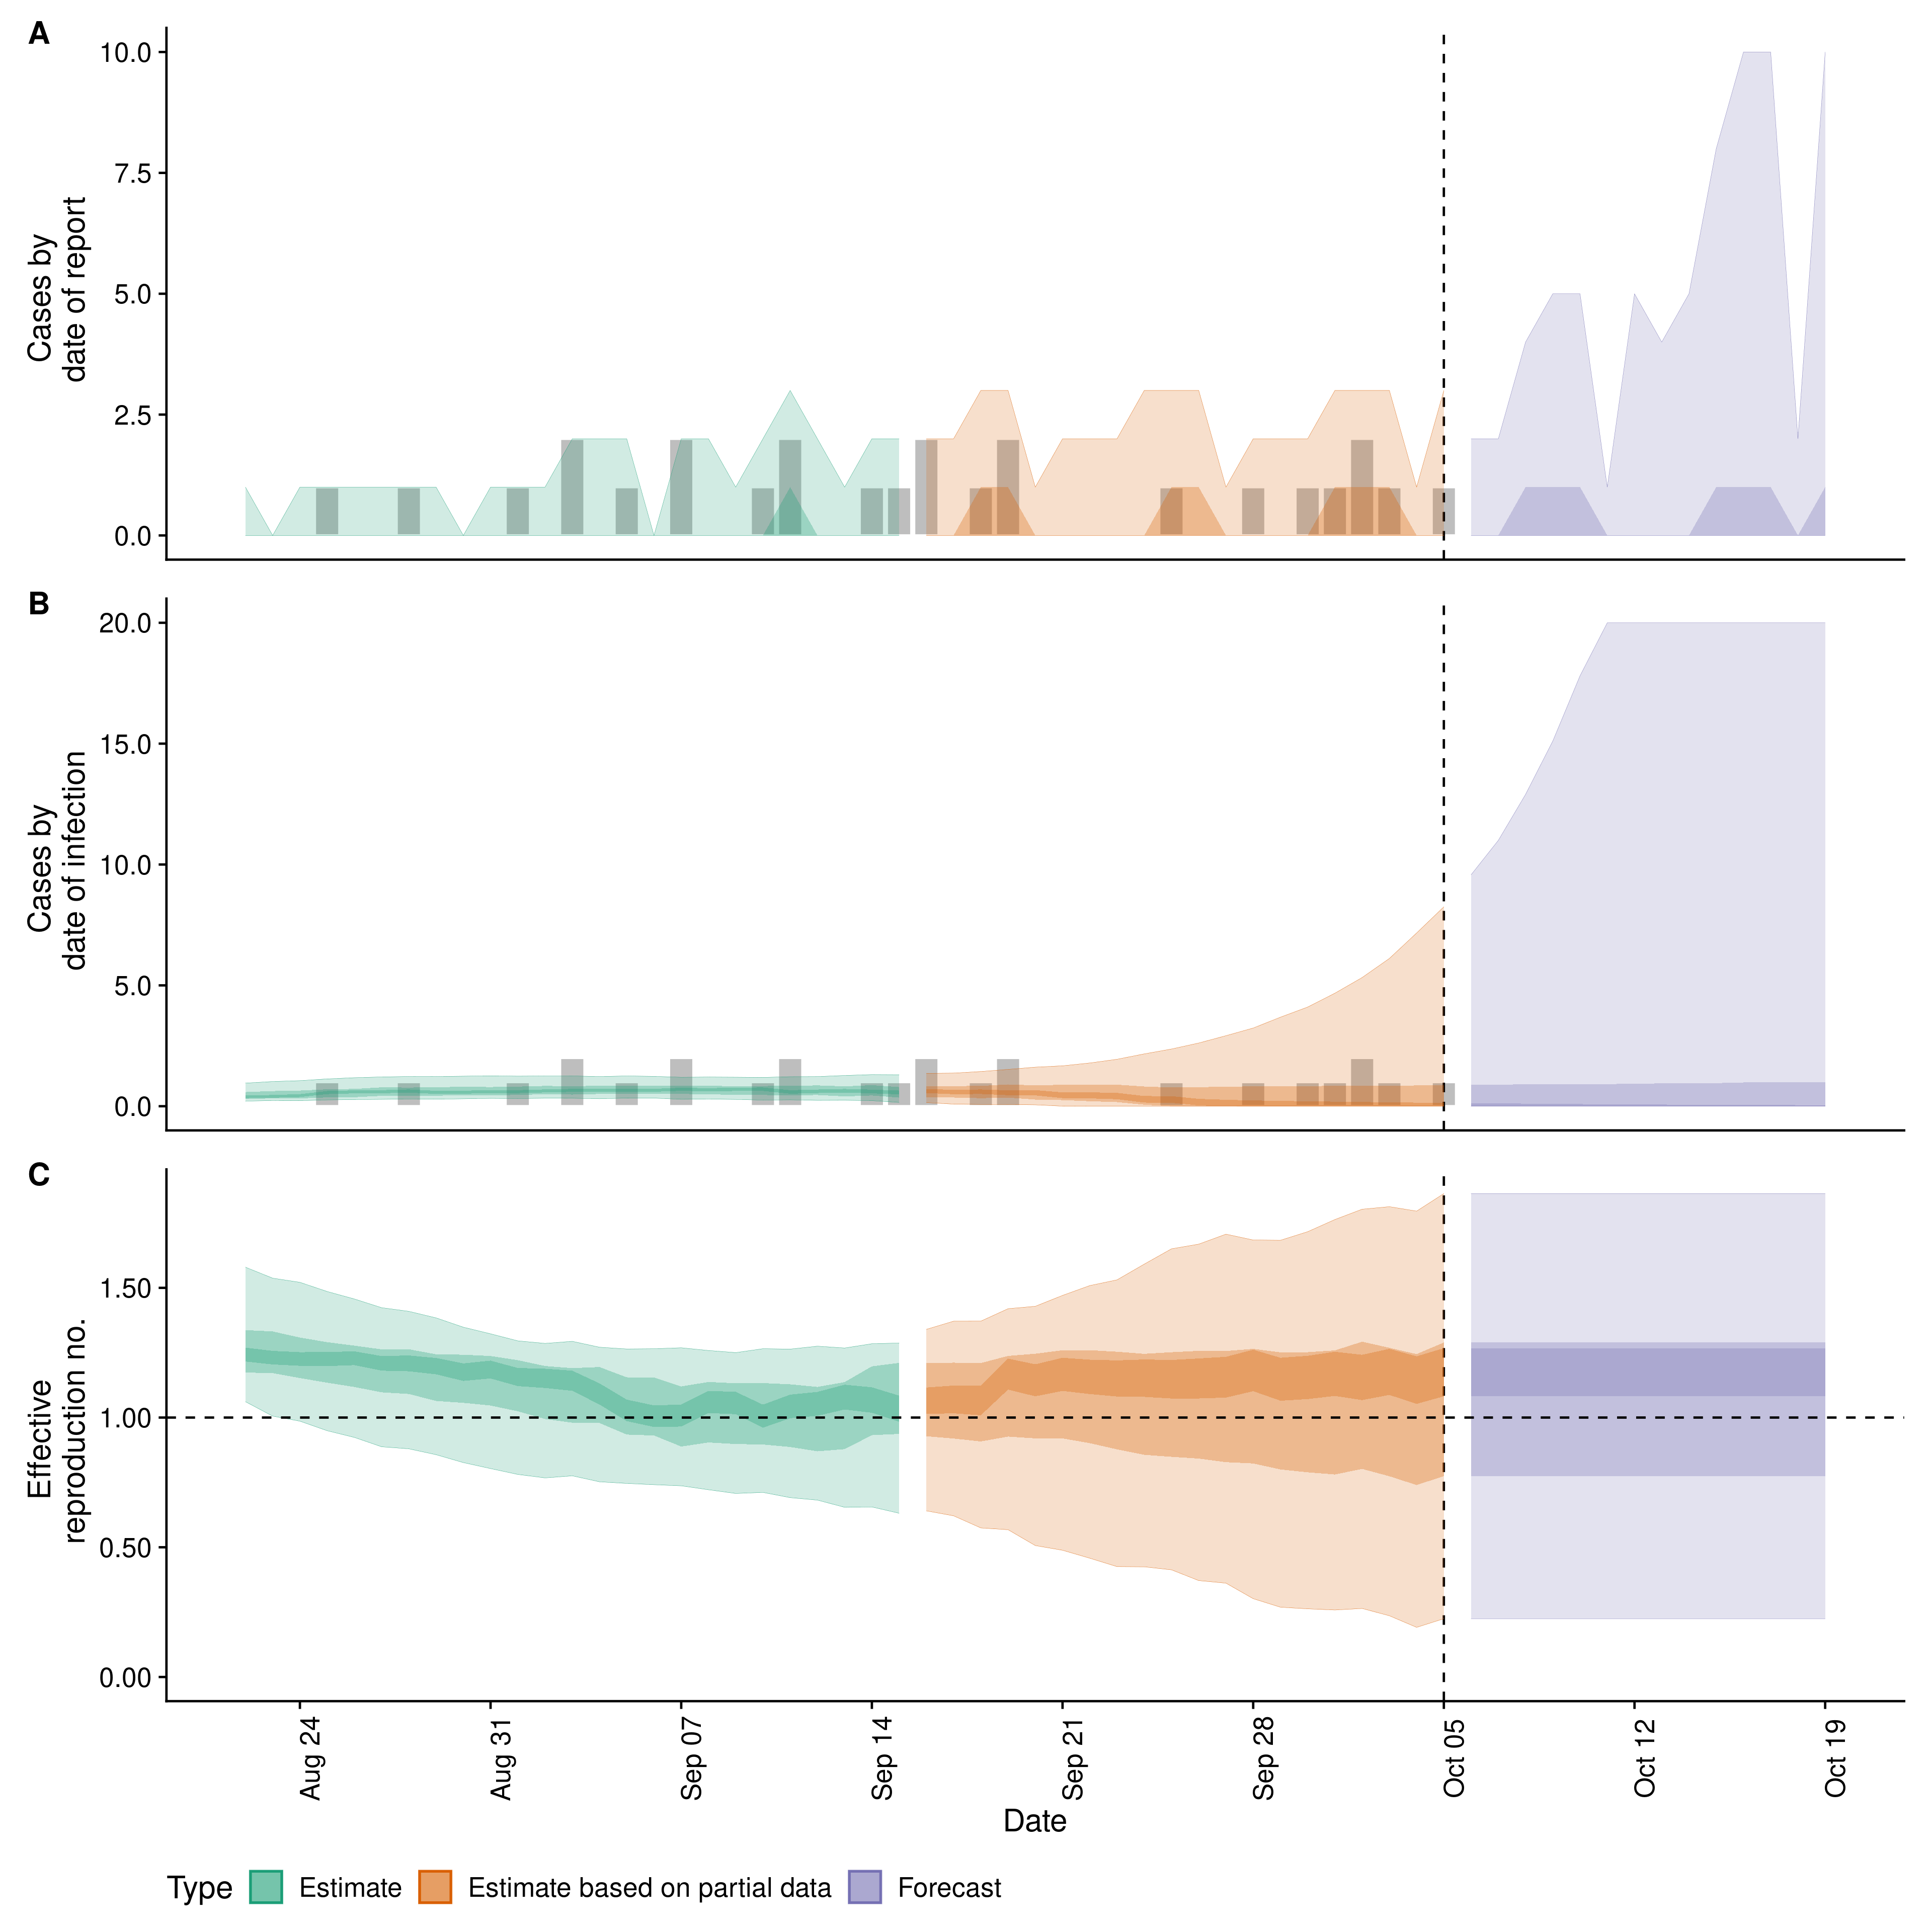 A
10.0
7.5
5.0
2.5
0.0
Cases by
date of report
B
20.0
15.0
10.0
5.0
0.0
Cases by
date of infection
C
1.50
1.00
0.50
0.00
Effective
reproduction no.
Aug 24
Aug 31
Sep 07
Sep 14
Sep 21
Sep 28
Oct 05
Oct 12
Oct 19
Date
Type Estimate Estimate based on partial data Forecast